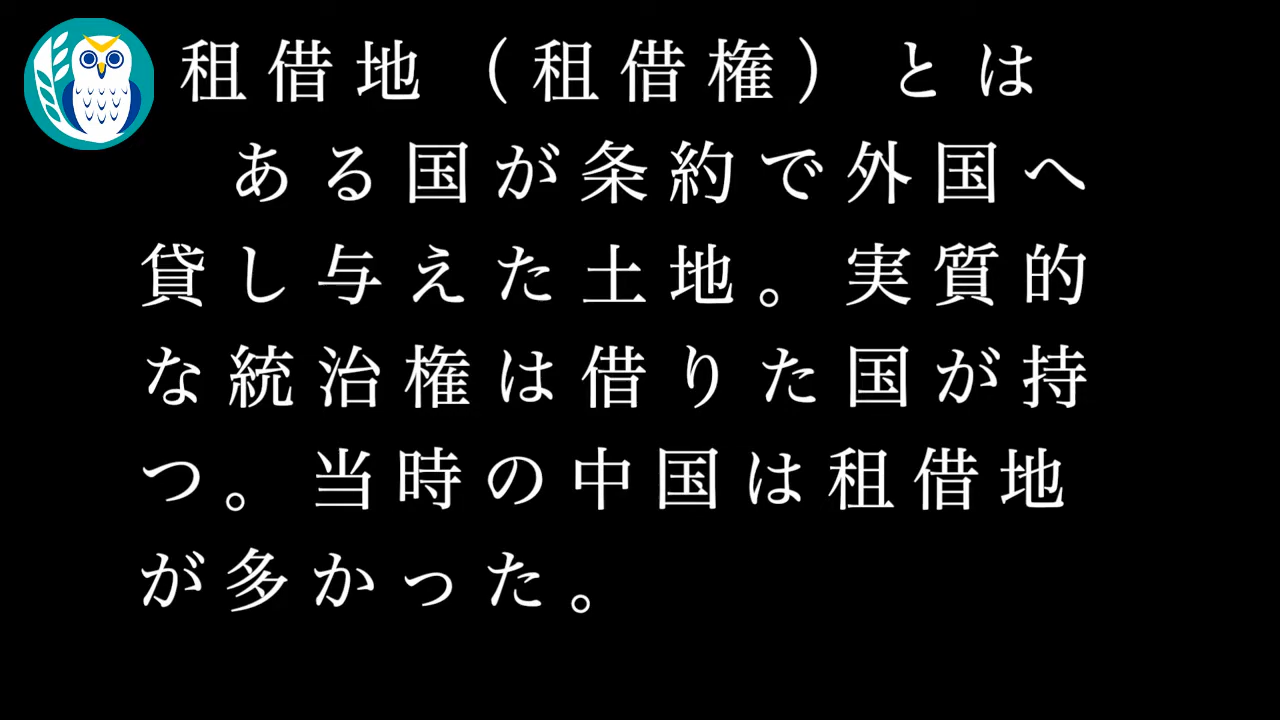 租借地（租借権）とは
ある国が条約で外国へ
貸し与えた土地。実質的
な統治権は借りた国が持
つ。当時の中国は租借地
が多かった。